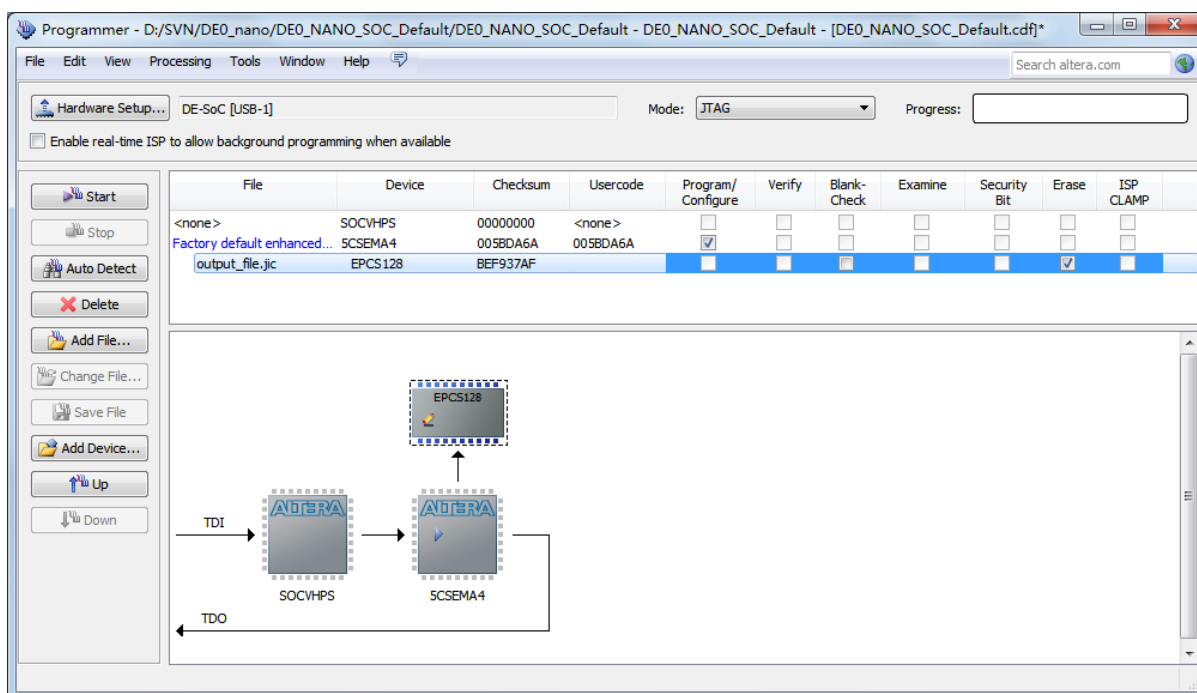 Programmer - D:/SVN/DE0_nano/DE0_NANO_SOC_Default/DE0_NANO_SOC_Default - DE0_NANO_SOC_Default - [DE0_NANO_SOC_Default.cdf]*
File Edit View Processing Tools Window Help Search altera.com
Hardware Setup... DE-SoC [USB-1] Mode: JTAG Progress:
Enable real-time ISP to allow background programming when available
Start
Stop
Auto Detect
Delete
Add File...
Change File...
Save File
Add Device...
Up
Down
File Device Checksum Usercode Program/ Verify Blank- Examine Security Erase ISP
Configure Check Bit CLAMP
<none> SOCVHPS 00000000 <none>
Factory default enhanced... 5CSEMA4 005BDA6A 005BDA6A
output_file.jic EPCS128 BEF937AF
EPCS128
ALTERA ALTERA
TDI
SOCVHPS 5CSEMA4
TDO